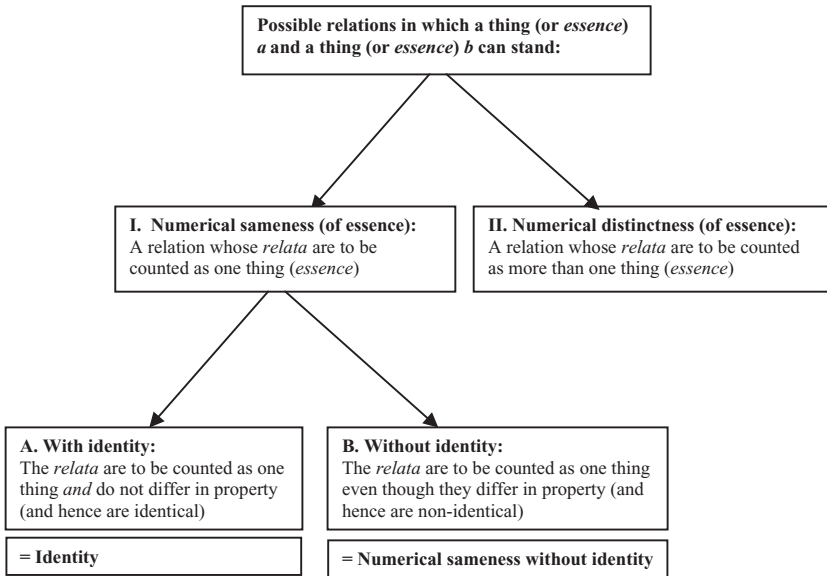 Possible relations in which a thing (or essence)
a and a thing (or essence) b can stand:
I. Numerical sameness (of essence):
A relation whose relata are to be
counted as one thing (essence)
II. Numerical distinctness (of essence):
A relation whose relata are to be counted
as more than one thing (essence)
A. With identity:
The relata are to be counted as one
thing and do not differ in property
(and hence are identical)
= Identity
B. Without identity:
The relata are to be counted as one thing
even though they differ in property (and
hence are non-identical)
= Numerical sameness without identity